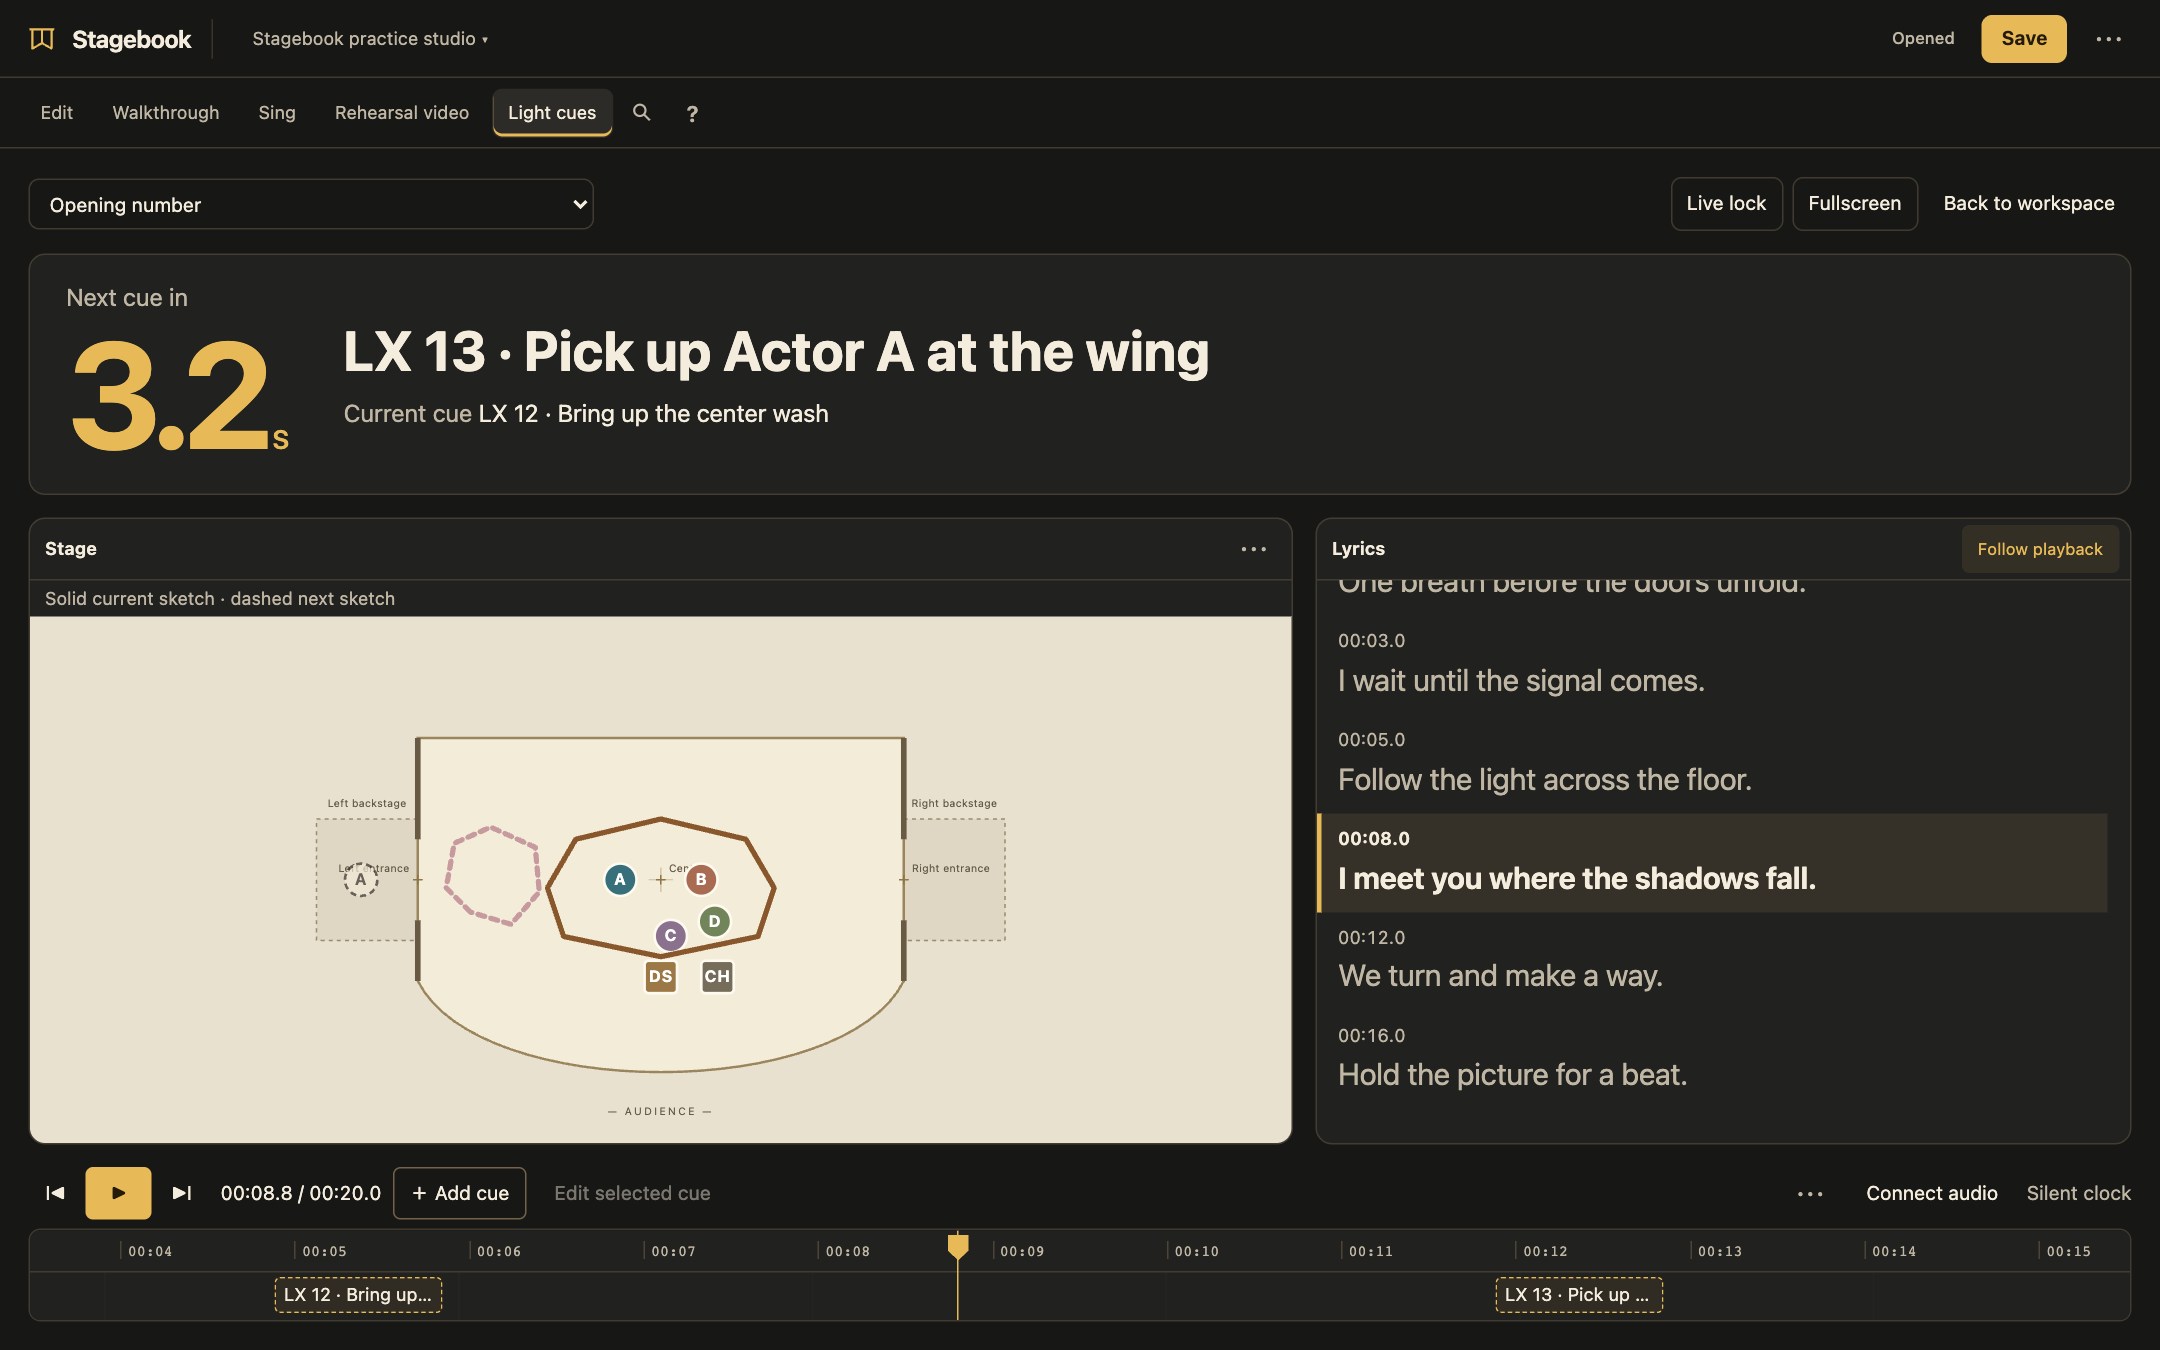 Stagebook
Stagebook practice studio ▾
Opened
Save
Edit
Walkthrough
Sing
Rehearsal video
Light cues
?
Opening number
Live lock
Fullscreen
Back to workspace
Next cue in
3.2s
LX 13 · Pick up Actor A at the wing
Current cue LX 12 · Bring up the center wash
Stage
Solid current sketch · dashed next sketch
Left backstage
Right backstage
Right entrance
A
A
B
C
D
DS
CH
— AUDIENCE —
Lyrics
Follow playback
One breath before the doors unfold.
00:03.0
I wait until the signal comes.
00:05.0
Follow the light across the floor.
00:08.0
I meet you where the shadows fall.
00:12.0
We turn and make a way.
00:16.0
Hold the picture for a beat.
00:08.8 / 00:20.0
+ Add cue
Edit selected cue
Connect audio
Silent clock
00:04
00:05
00:06
00:07
00:08
00:09
00:10
00:11
00:12
00:13
00:14
00:15
LX 12 · Bring up...
LX 13 · Pick up ...